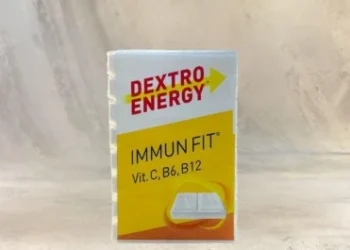 DEXTRO
ENERGY®
IMMUN FIT®
Vit. C, B6, B12